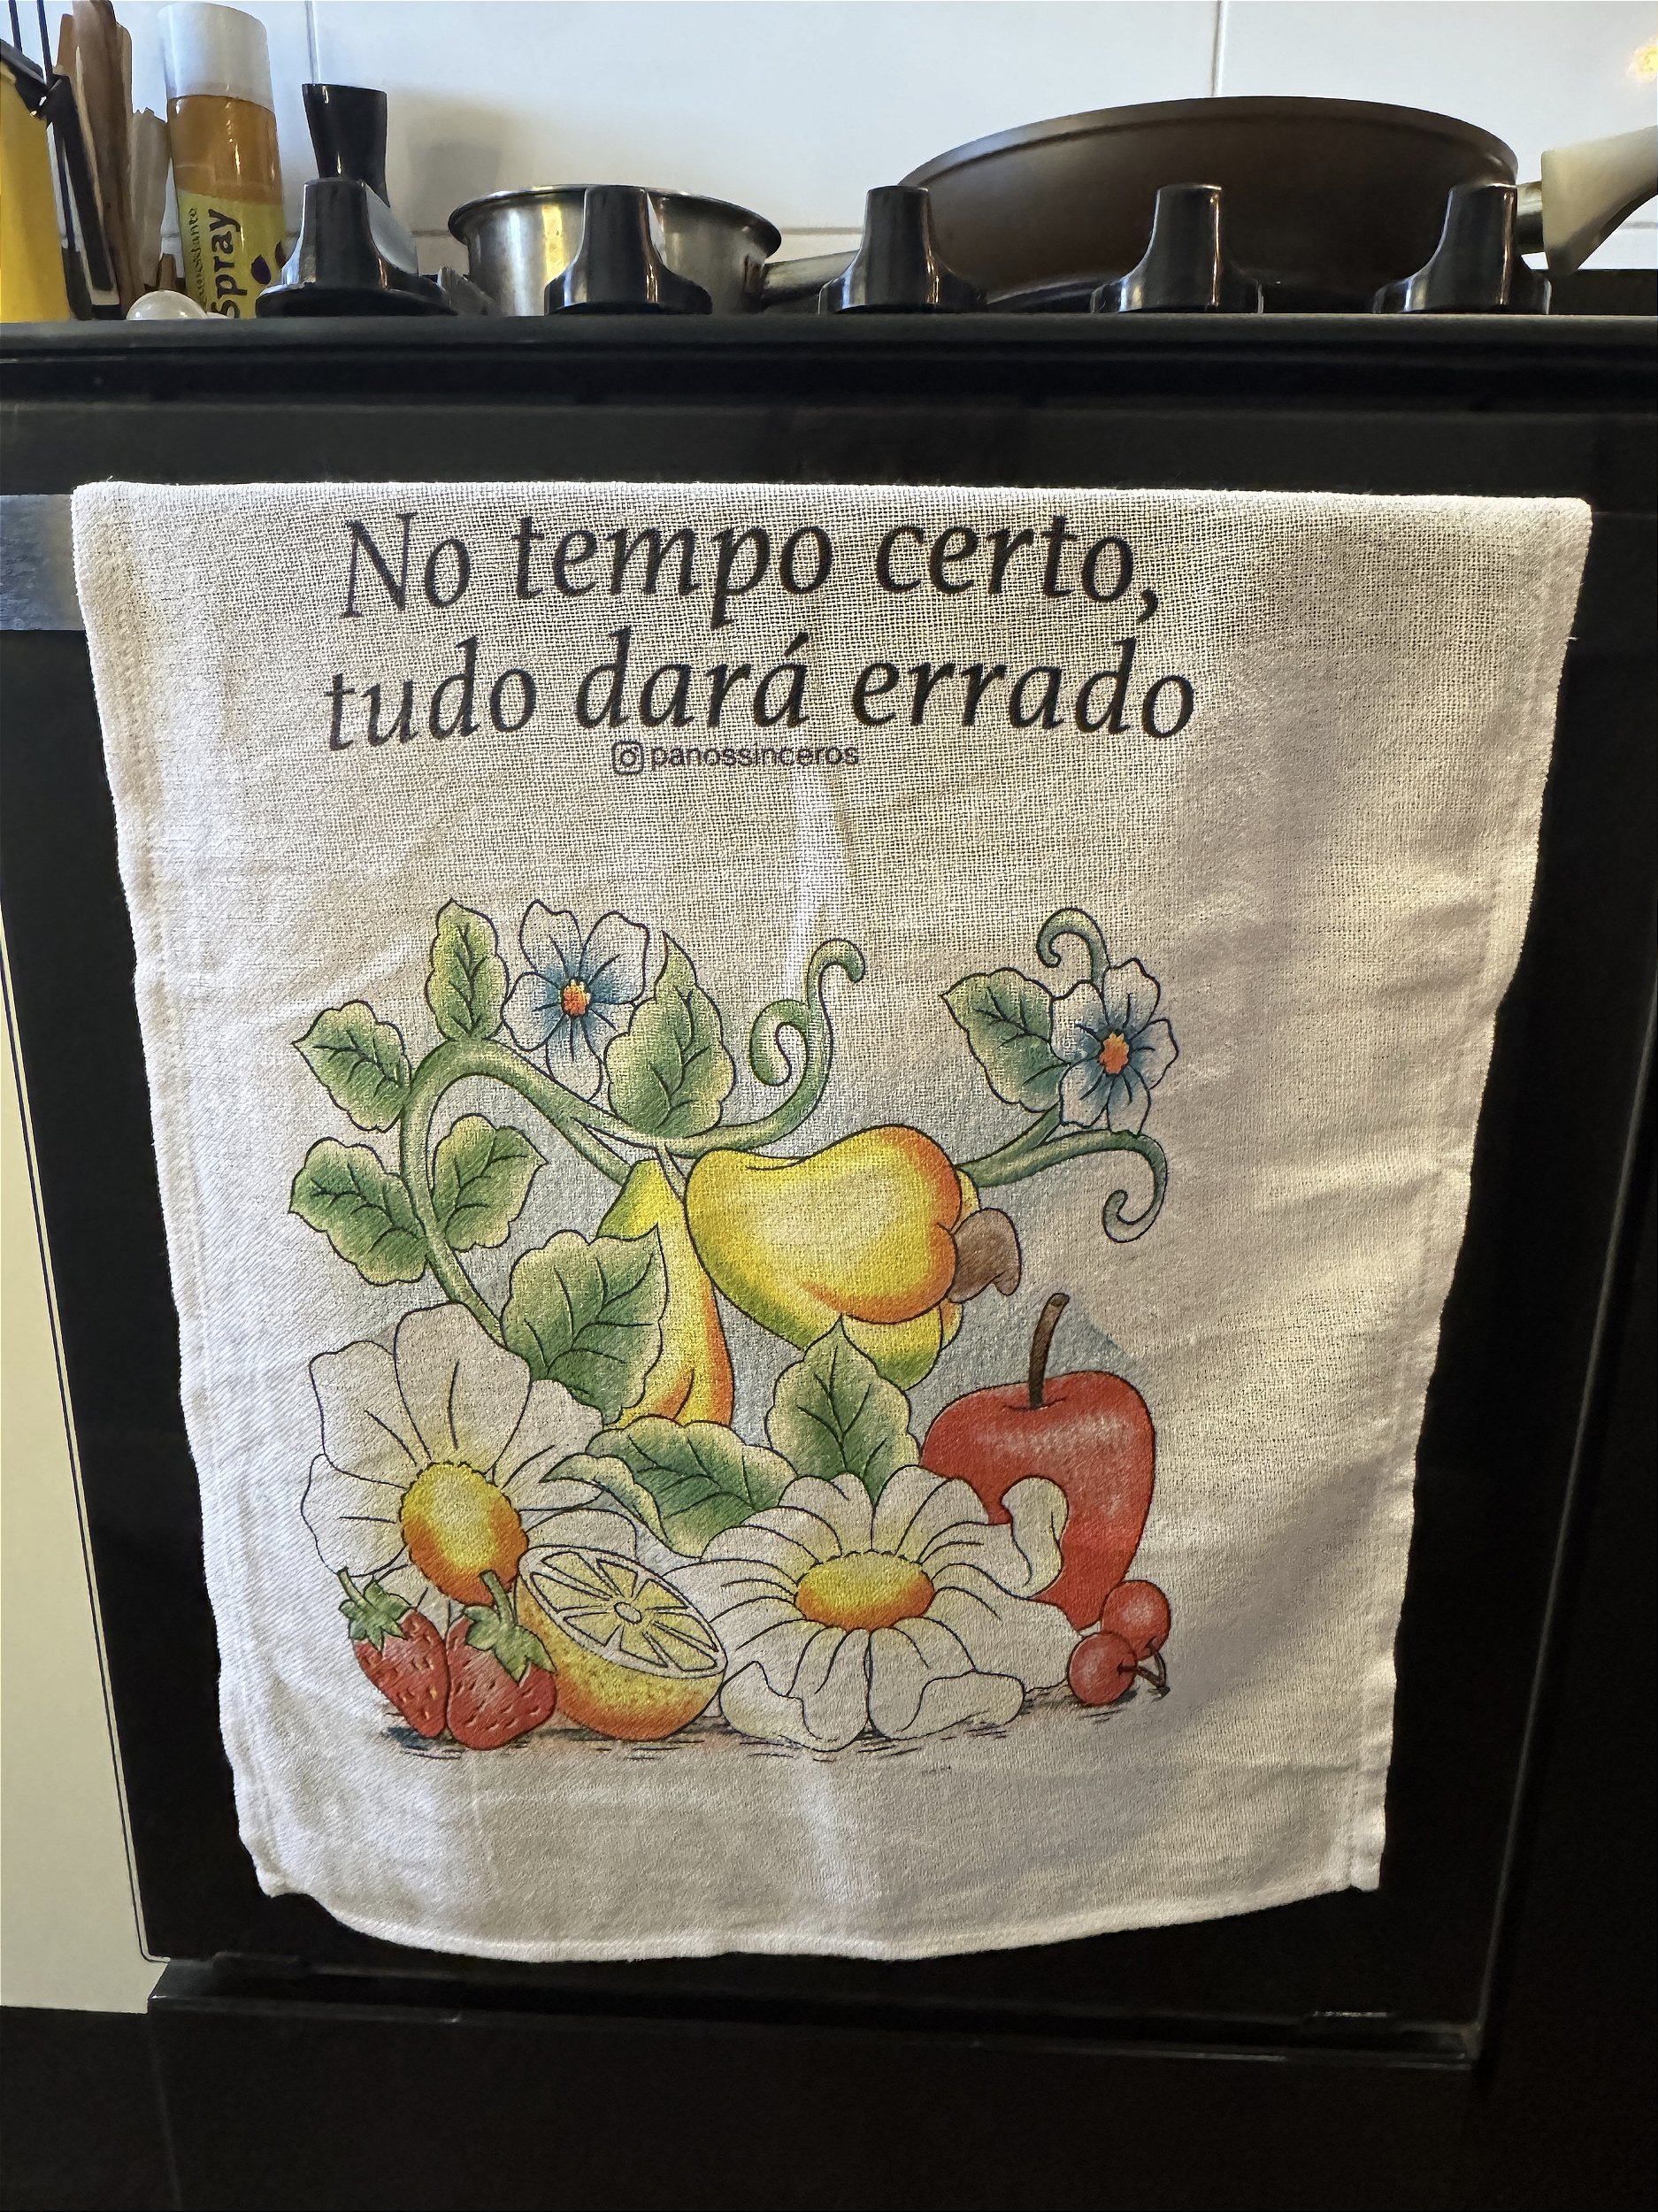 Spray
No tempo certo,
tudo dará errado
panossinceros